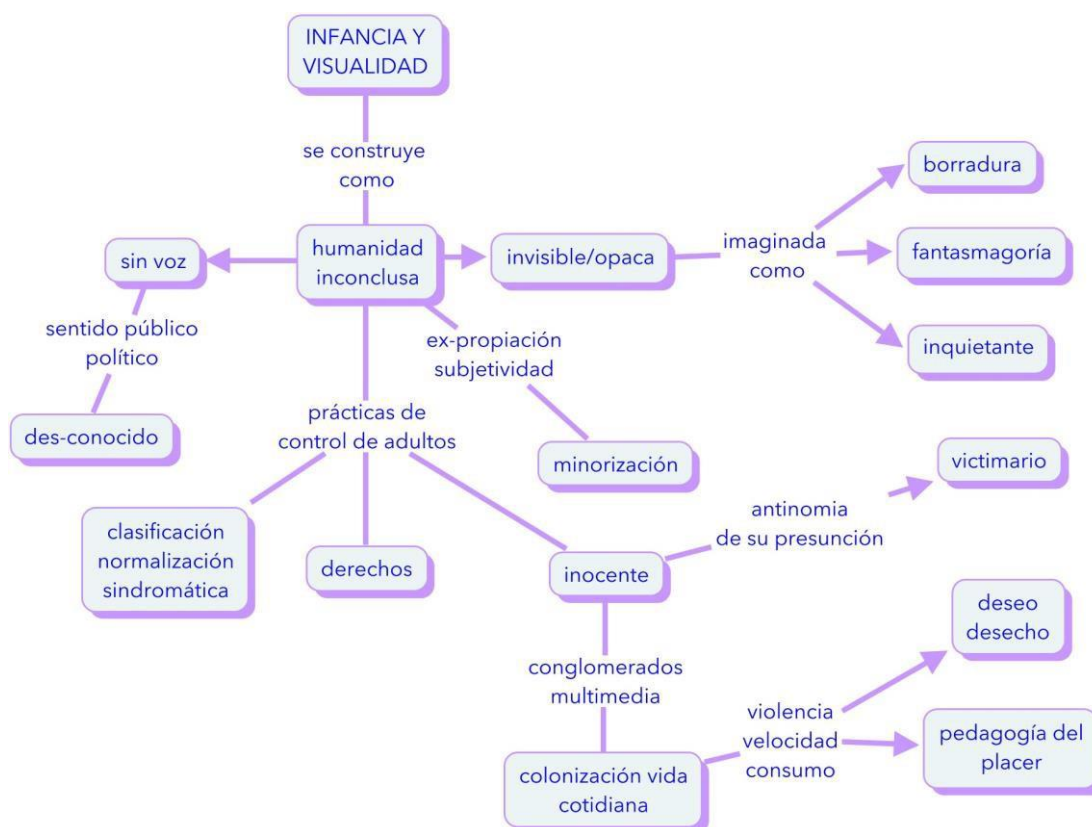 INFANCIA Y
VISUALIDAD
se construye
como
borradura
sin voz
humanidad
inconclusa
invisible/opaca
imaginada
como
fantasmagoría
sentido público
político
ex-propiación
subjetividad
inquietante
des-conocido
prácticas de
control de adultos
minorización
victimario
clasificación
normalización
sindromática
derechos
inocente
antinomia
de su presunción
deseo
desecho
conglomerados
multimedia
violencia
velocidad
consumo
pedagogía del
placer
colonización vida
cotidiana